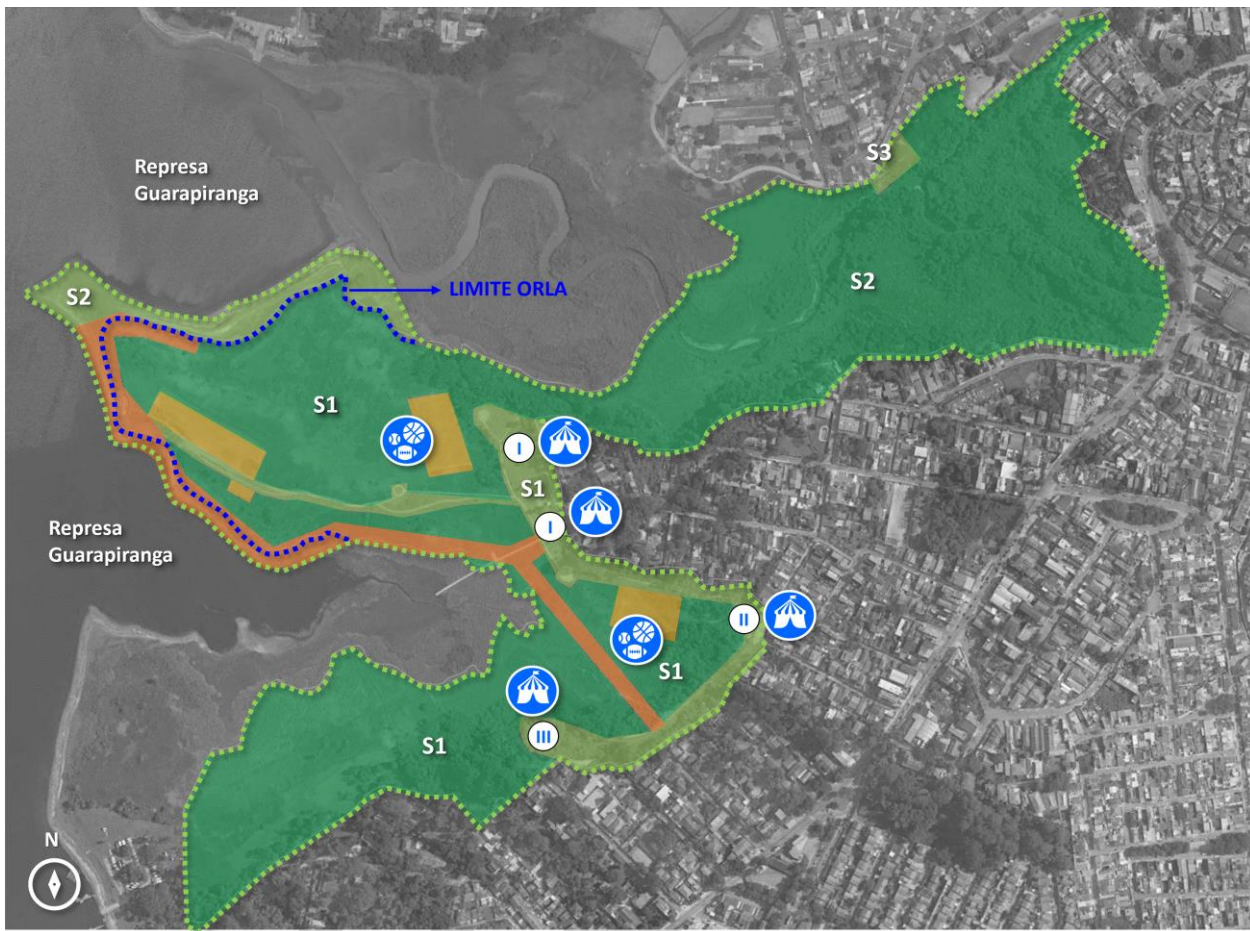 S3
Represa
Guarapiranga
S2
LIMITE ORLA
S2
S1
I
S1
I
Represa
Guarapiranga
II
S1
III
S1
N